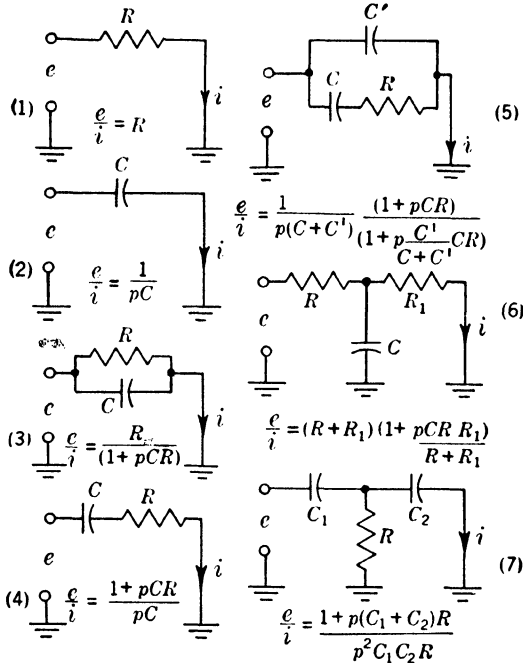 R
e
i
(1)
e/i = R
C
c
i
(2)
e/i = 1/pC
R
C
c
i
(3)
c/i = R/(1 + pCR)
C R
e
i
(4)
e/i = (1 + pCR)/pC
C'
C R
e
i
(5)
e/i = 1/p(C + C') (1 + pCR)/(1 + p C'/C + C' CR)
R R₁
C
c
i
(6)
e/i = (R + R₁)(1 + pCR R₁)/R + R₁
C₁ C₂
R
c
i
(7)
e/i = 1 + p(C₁ + C₂)R/p²C₁C₂R